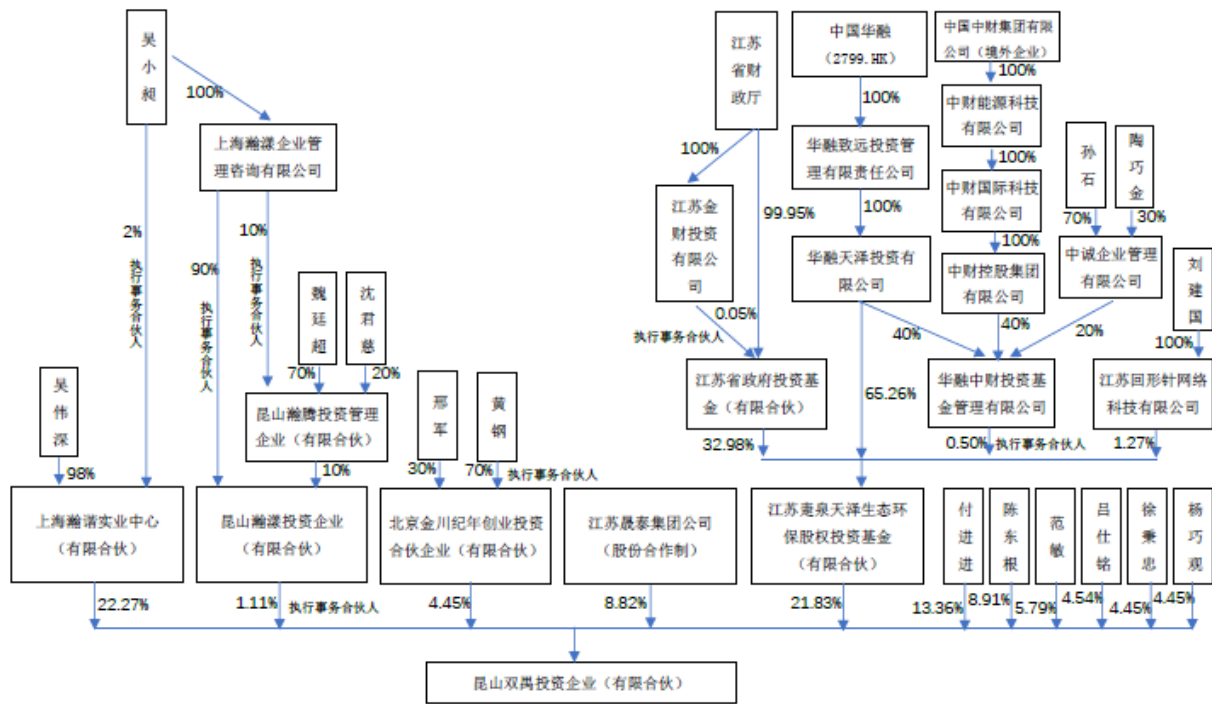 吴小昶
江苏省财政厅
中国华融
（2799.HK）
中国中财集团有限
公司（境外企业）
100%
100%
100%
中财能源科技
有限公司
上海瀚漾企业管
理咨询有限公司
华融致远投资管
理有限责任公司
孙石
陶巧金
100%
100%
中财国际科技
有限公司
江苏金财投资有限公司
99.95%
100%
70%
30%
2%
执行事务合伙人
10%
执行事务合伙人
90%
执行事务合伙人
华融天泽投资有
限公司
100%
中财控股集团
有限公司
中诚企业管理
有限公司
刘建国
魏廷超
沈君慈
0.05%
执行事务合伙人
40%
40%
20%
100%
70%
20%
吴伟深
昆山瀚腾投资管理
企业（有限合伙）
邢军
黄钢
江苏省政府投资基
金（有限合伙）
65.26%
华融中财投资基
金管理有限公司
江苏回形针网络
科技有限公司
32.98%
0.50%
执行事务合伙人
1.27%
98%
10%
30%
70%
执行事务合伙人
上海瀚谐实业中心
（有限合伙）
昆山瀚漾投资企业
（有限合伙）
北京金川纪年创业投资
合伙企业（有限合伙）
江苏晟泰集团公司
（股份合作制）
江苏疌泉天泽生态环
保股权投资基金
（有限合伙）
付进进
陈东根
范敏
吕仕铭
徐秉忠
杨巧观
22.27%
1.11%
执行事务合伙人
4.45%
8.82%
21.83%
13.36%
8.91%
5.79%
4.54%
4.45%
4.45%
昆山双禺投资企业（有限合伙）